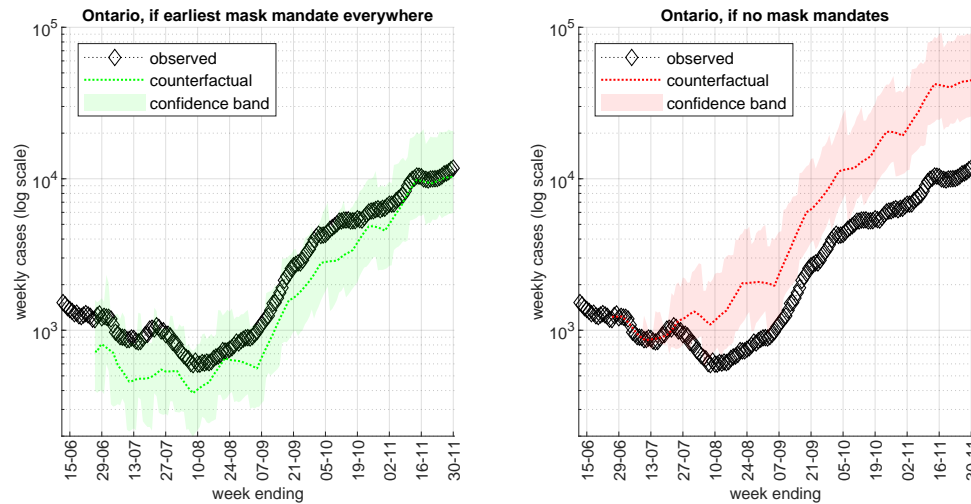 Ontario, if earliest mask mandate everywhere
10^5
10^4
10^3
weekly cases (log scale)
observed
counterfactual
confidence band
15-06
29-06
13-07
27-07
10-08
24-08
07-09
21-09
05-10
19-10
02-11
16-11
30-11
week ending
Ontario, if no mask mandates
10^5
10^4
10^3
weekly cases (log scale)
observed
counterfactual
confidence band
15-06
29-06
13-07
27-07
10-08
24-08
07-09
21-09
05-10
19-10
02-11
16-11
week ending